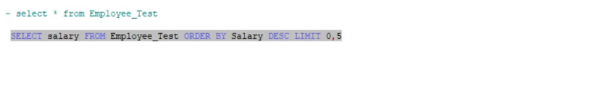 - select * from Employee_Test
SELECT salary FROM Employee_Test ORDER BY Salary DESC LIMIT 0,5